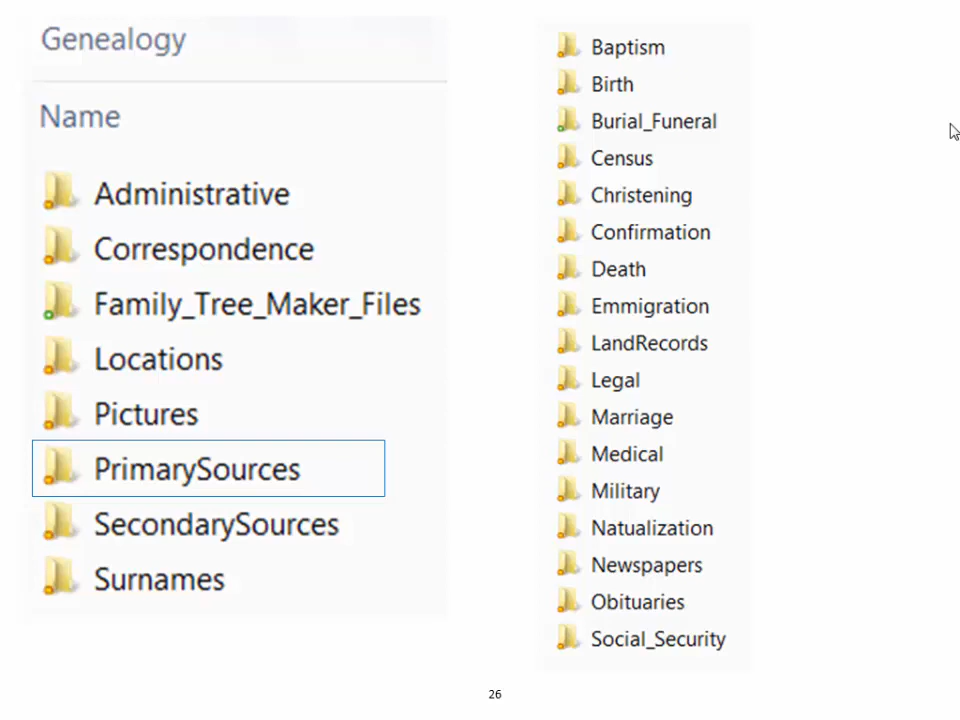 Genealogy
Name
Administrative
Correspondence
Family_Tree_Maker_Files
Locations
Pictures
PrimarySources
SecondarySources
Surnames
Baptism
Birth
Burial_Funeral
Census
Christening
Confirmation
Death
Emmigration
LandRecords
Legal
Marriage
Medical
Military
Natualization
Newspapers
Obituaries
Social_Security
26